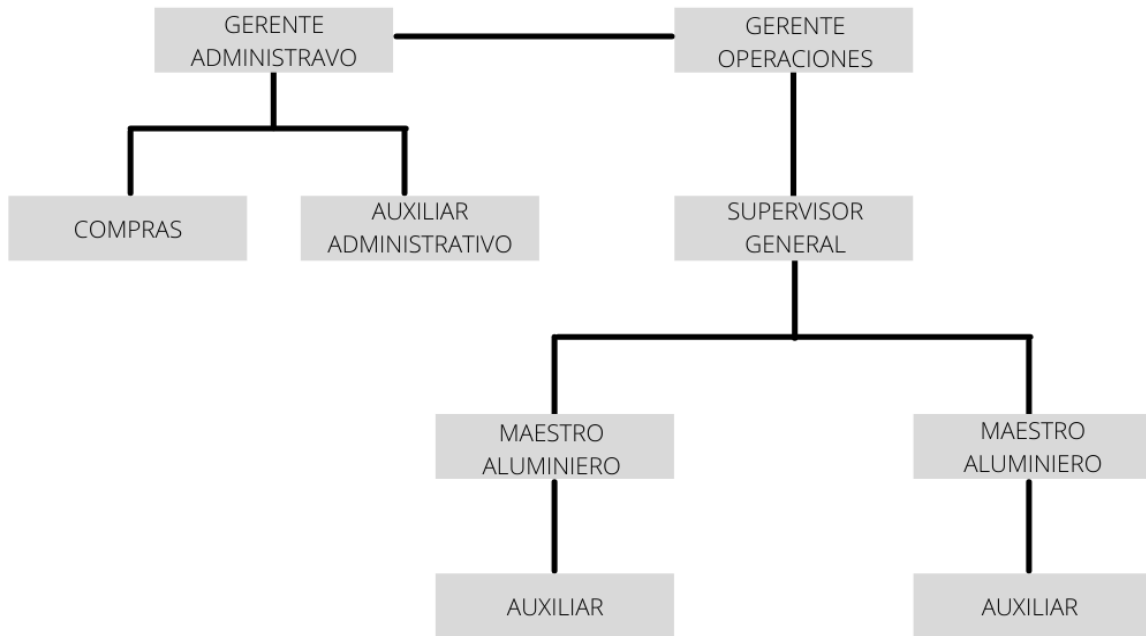 GERENTE
ADMINISTRAVO
GERENTE
OPERACIONES
COMPRAS
AUXILIAR
ADMINISTRATIVO
SUPERVISOR
GENERAL
MAESTRO
ALUMINIERO
MAESTRO
ALUMINIERO
AUXILIAR
AUXILIAR